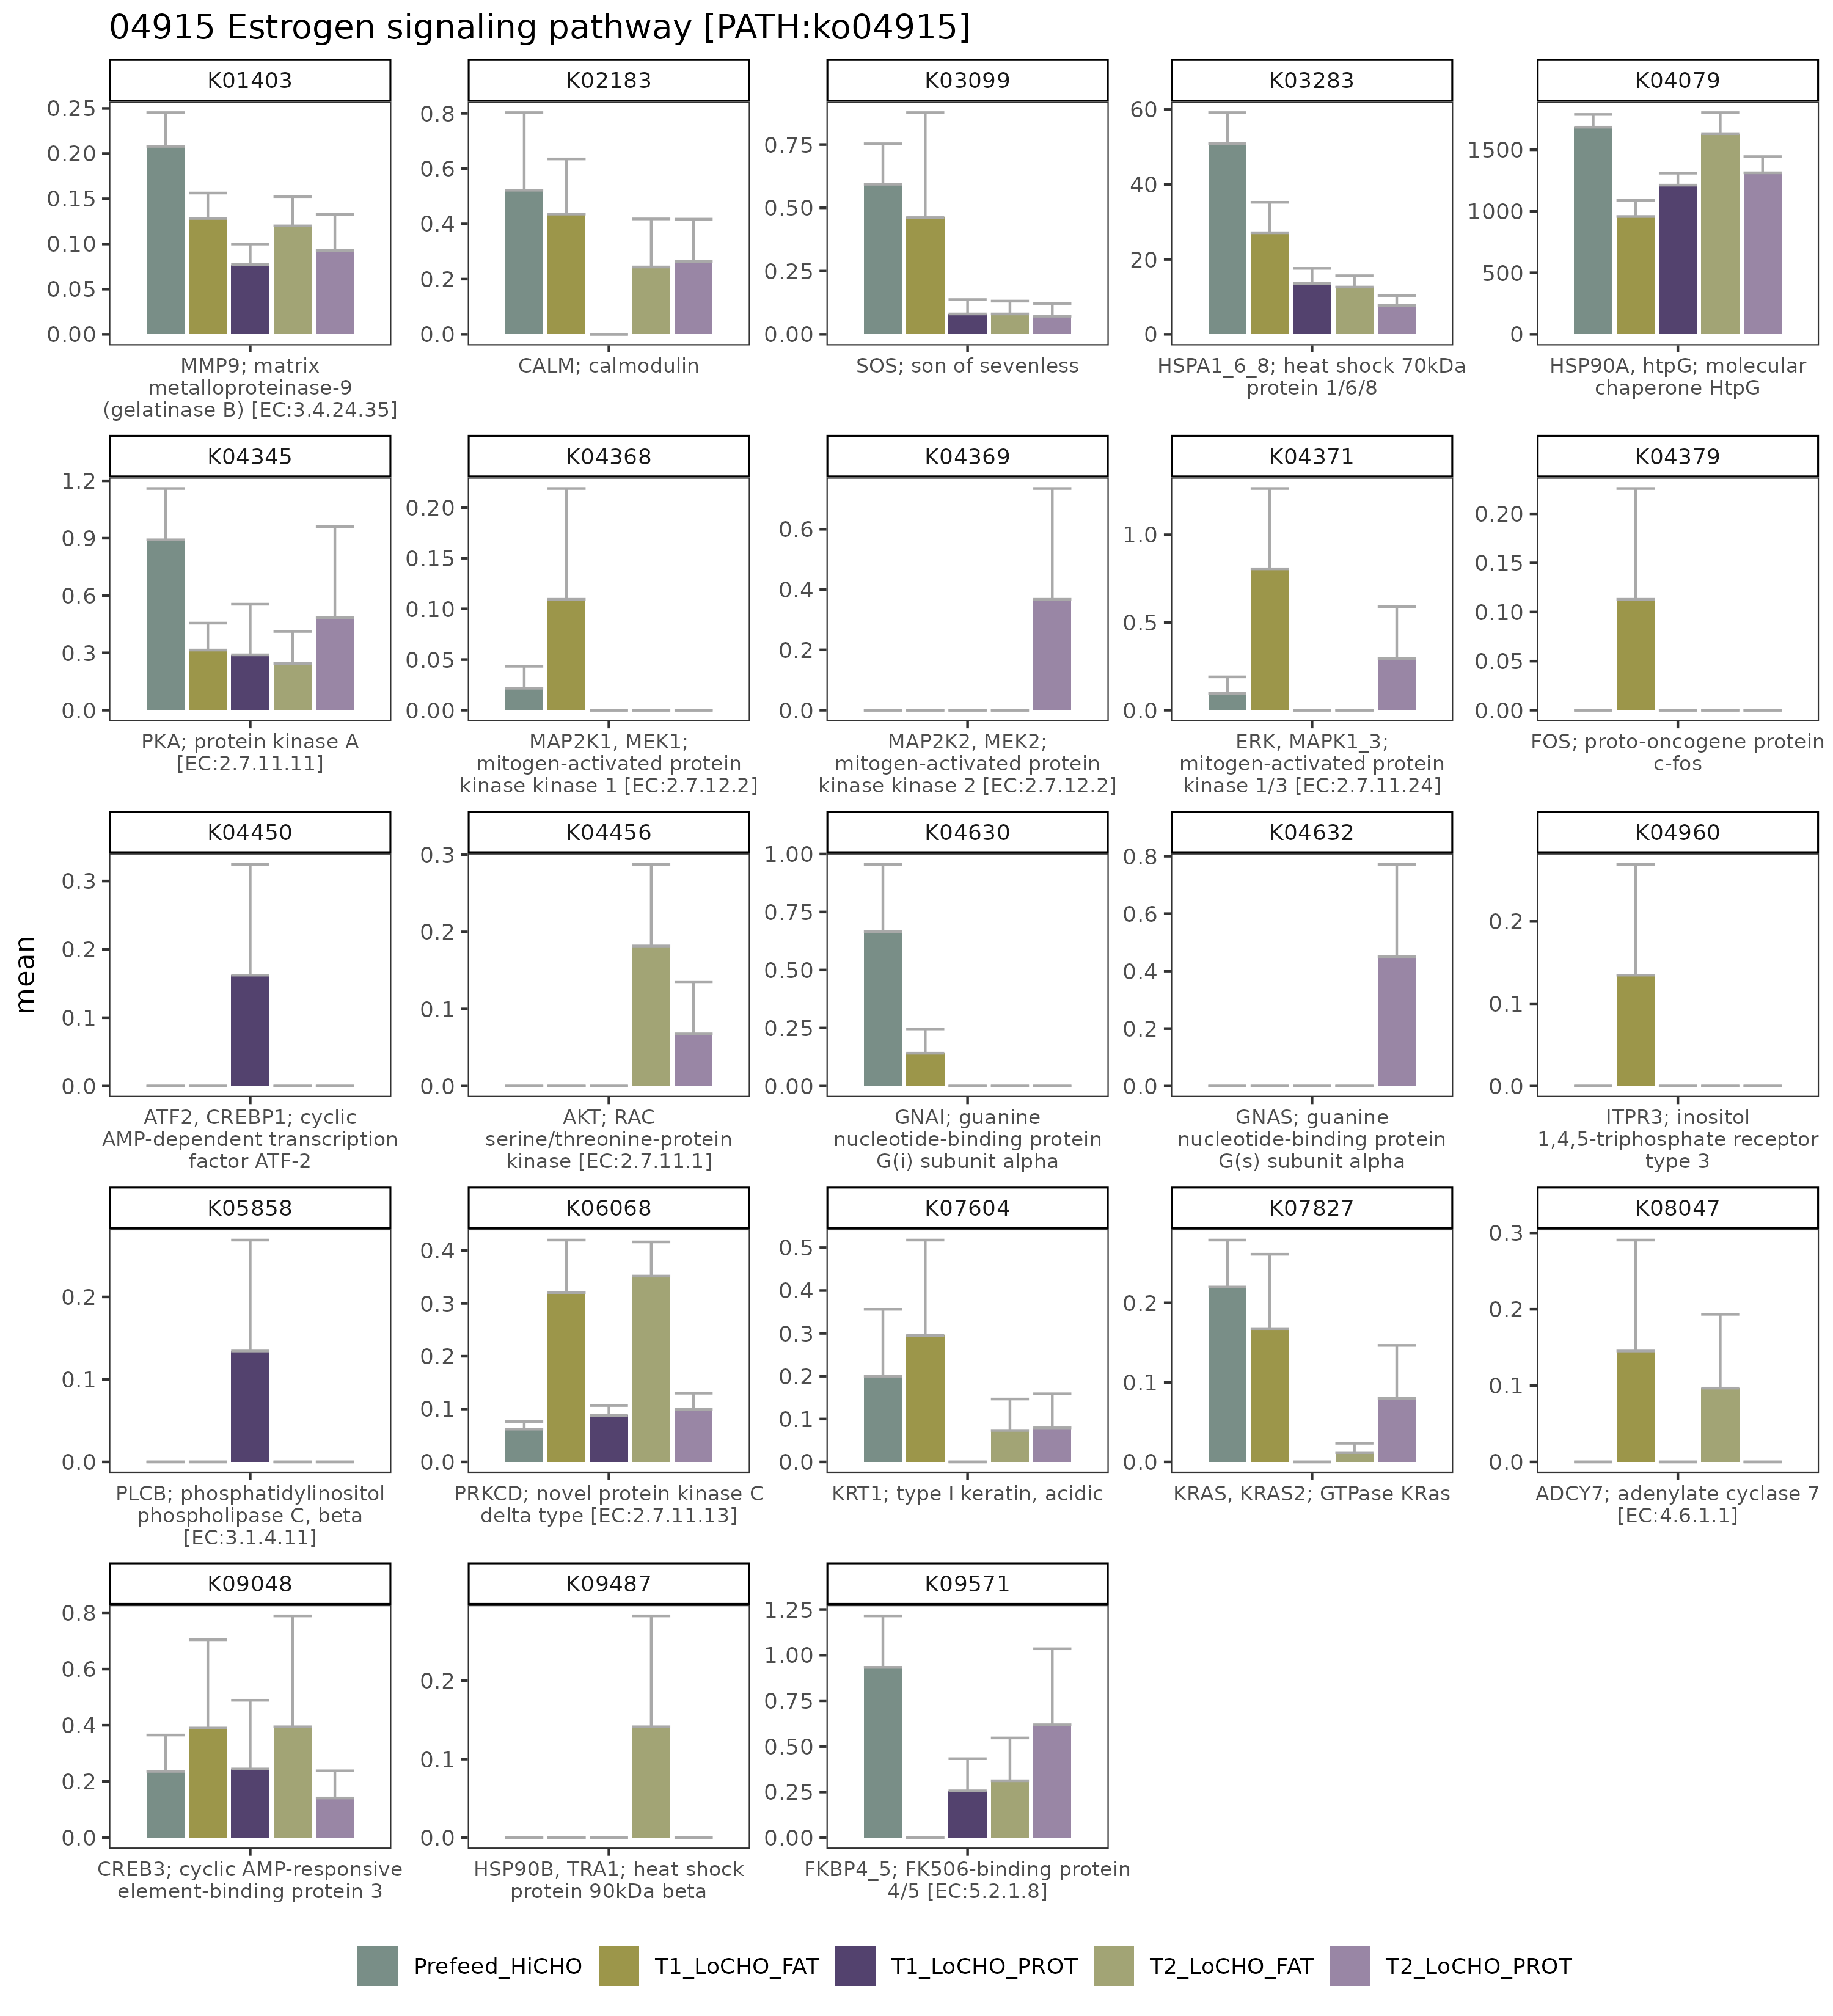 04915 Estrogen signaling pathway [PATH:ko04915]
K01403
K02183
K03099
K03283
K04079
0.25
0.20
0.15
0.10
0.05
0.00
0.8
0.6
0.4
0.2
0.0
0.75
0.50
0.25
0.00
60
40
20
0
1500
1000
500
0
MMP9; matrix
metalloproteinase-9
(gelatinase B) [EC:3.4.24.35]
CALM; calmodulin
SOS; son of sevenless
HSPA1_6_8; heat shock 70kDa
protein 1/6/8
HSP90A, htpG; molecular
chaperone HtpG
K04345
K04368
K04369
K04371
K04379
1.2
0.9
0.6
0.3
0.0
0.20
0.15
0.10
0.05
0.00
0.6
0.4
0.2
0.0
1.0
0.5
0.0
0.20
0.15
0.10
0.05
0.00
PKA; protein kinase A
[EC:2.7.11.11]
MAP2K1, MEK1;
mitogen-activated protein
kinase kinase 1 [EC:2.7.12.2]
MAP2K2, MEK2;
mitogen-activated protein
kinase kinase 2 [EC:2.7.12.2]
ERK, MAPK1_3;
mitogen-activated protein
kinase 1/3 [EC:2.7.11.24]
FOS; proto-oncogene protein
c-fos
mean
K04450
K04456
K04630
K04632
K04960
0.3
0.2
0.1
0.0
0.3
0.2
0.1
0.0
1.00
0.75
0.50
0.25
0.00
0.8
0.6
0.4
0.2
0.0
0.2
0.1
0.0
ATF2, CREBP1; cyclic
AMP-dependent transcription
factor ATF-2
AKT; RAC
serine/threonine-protein
kinase [EC:2.7.11.1]
GNAI; guanine
nucleotide-binding protein
G(i) subunit alpha
GNAS; guanine
nucleotide-binding protein
G(s) subunit alpha
ITPR3; inositol
1,4,5-triphosphate receptor
type 3
K05858
K06068
K07604
K07827
K08047
0.2
0.1
0.0
0.4
0.3
0.2
0.1
0.0
0.5
0.4
0.3
0.2
0.1
0.0
0.2
0.1
0.0
0.3
0.2
0.1
0.0
PLCB; phosphatidylinositol
phospholipase C, beta
[EC:3.1.4.11]
PRKCD; novel protein kinase C
delta type [EC:2.7.11.13]
KRT1; type I keratin, acidic
KRAS, KRAS2; GTPase KRas
ADCY7; adenylate cyclase 7
[EC:4.6.1.1]
K09048
K09487
K09571
0.8
0.6
0.4
0.2
0.0
0.2
0.1
0.0
1.25
1.00
0.75
0.50
0.25
0.00
CREB3; cyclic AMP-responsive
element-binding protein 3
HSP90B, TRA1; heat shock
protein 90kDa beta
FKBP4_5; FK506-binding protein
4/5 [EC:5.2.1.8]
Prefeed_HiCHO
T1_LoCHO_FAT
T1_LoCHO_PROT
T2_LoCHO_FAT
T2_LoCHO_PROT